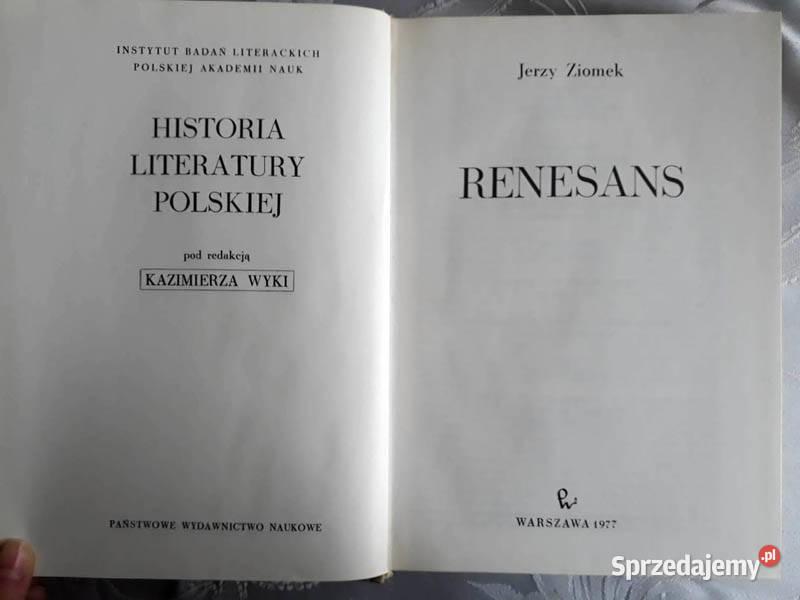 INSTYTUT BADAŃ LITERACKICH
POLSKIEJ AKADEMII NAUK
HISTORIA
LITERATURY
POLSKIEJ
pod redakcją
KAZIMIERZA WYKI
PAŃSTWOWE WYDAWNICTWO NAUKOWE
Jerzy Ziomek
RENESANS
WARSZAWA 1977
Sprzedajemy.pl